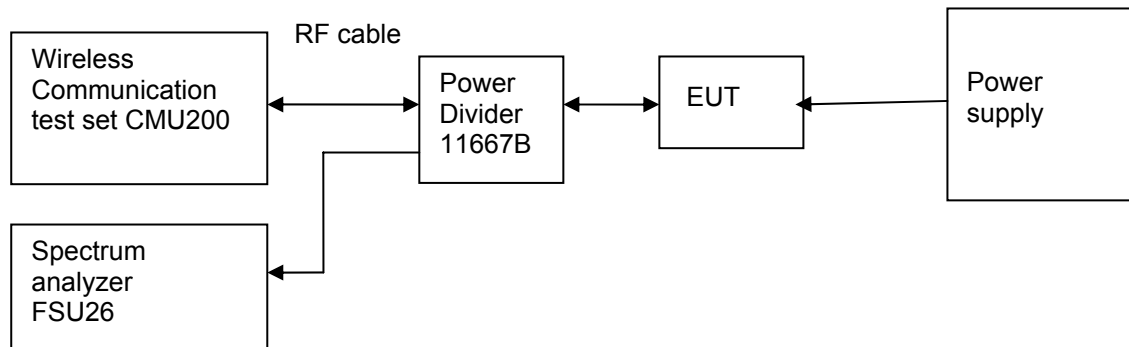 RF cable
Wireless
Communication
test set CMU200
Power
Divider
11667B
EUT
Power
supply
Spectrum
analyzer
FSU26